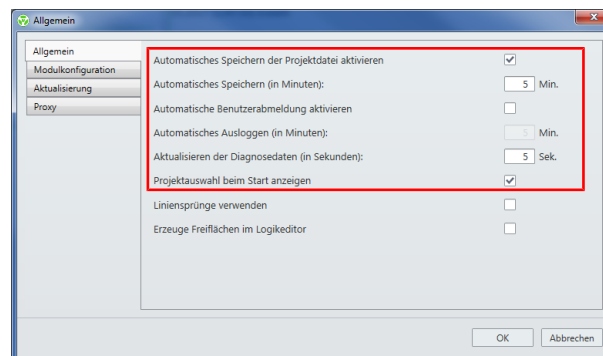 Allgemein
Allgemein
Modulkonfiguration
Aktualisierung
Proxy
Automatisches Speichern der Projektdatei aktivieren
Automatisches Speichern (in Minuten): 5 Min.
Automatische Benutzerabmeldung aktivieren
Automatisches Ausloggen (in Minuten): 5 Min.
Aktualisieren der Diagnosedaten (in Sekunden): 5 Sek.
Projektauswahl beim Start anzeigen
Liniensprünge verwenden
Erzeuge Freiflächen im Logikeditor
OK Abbrechen